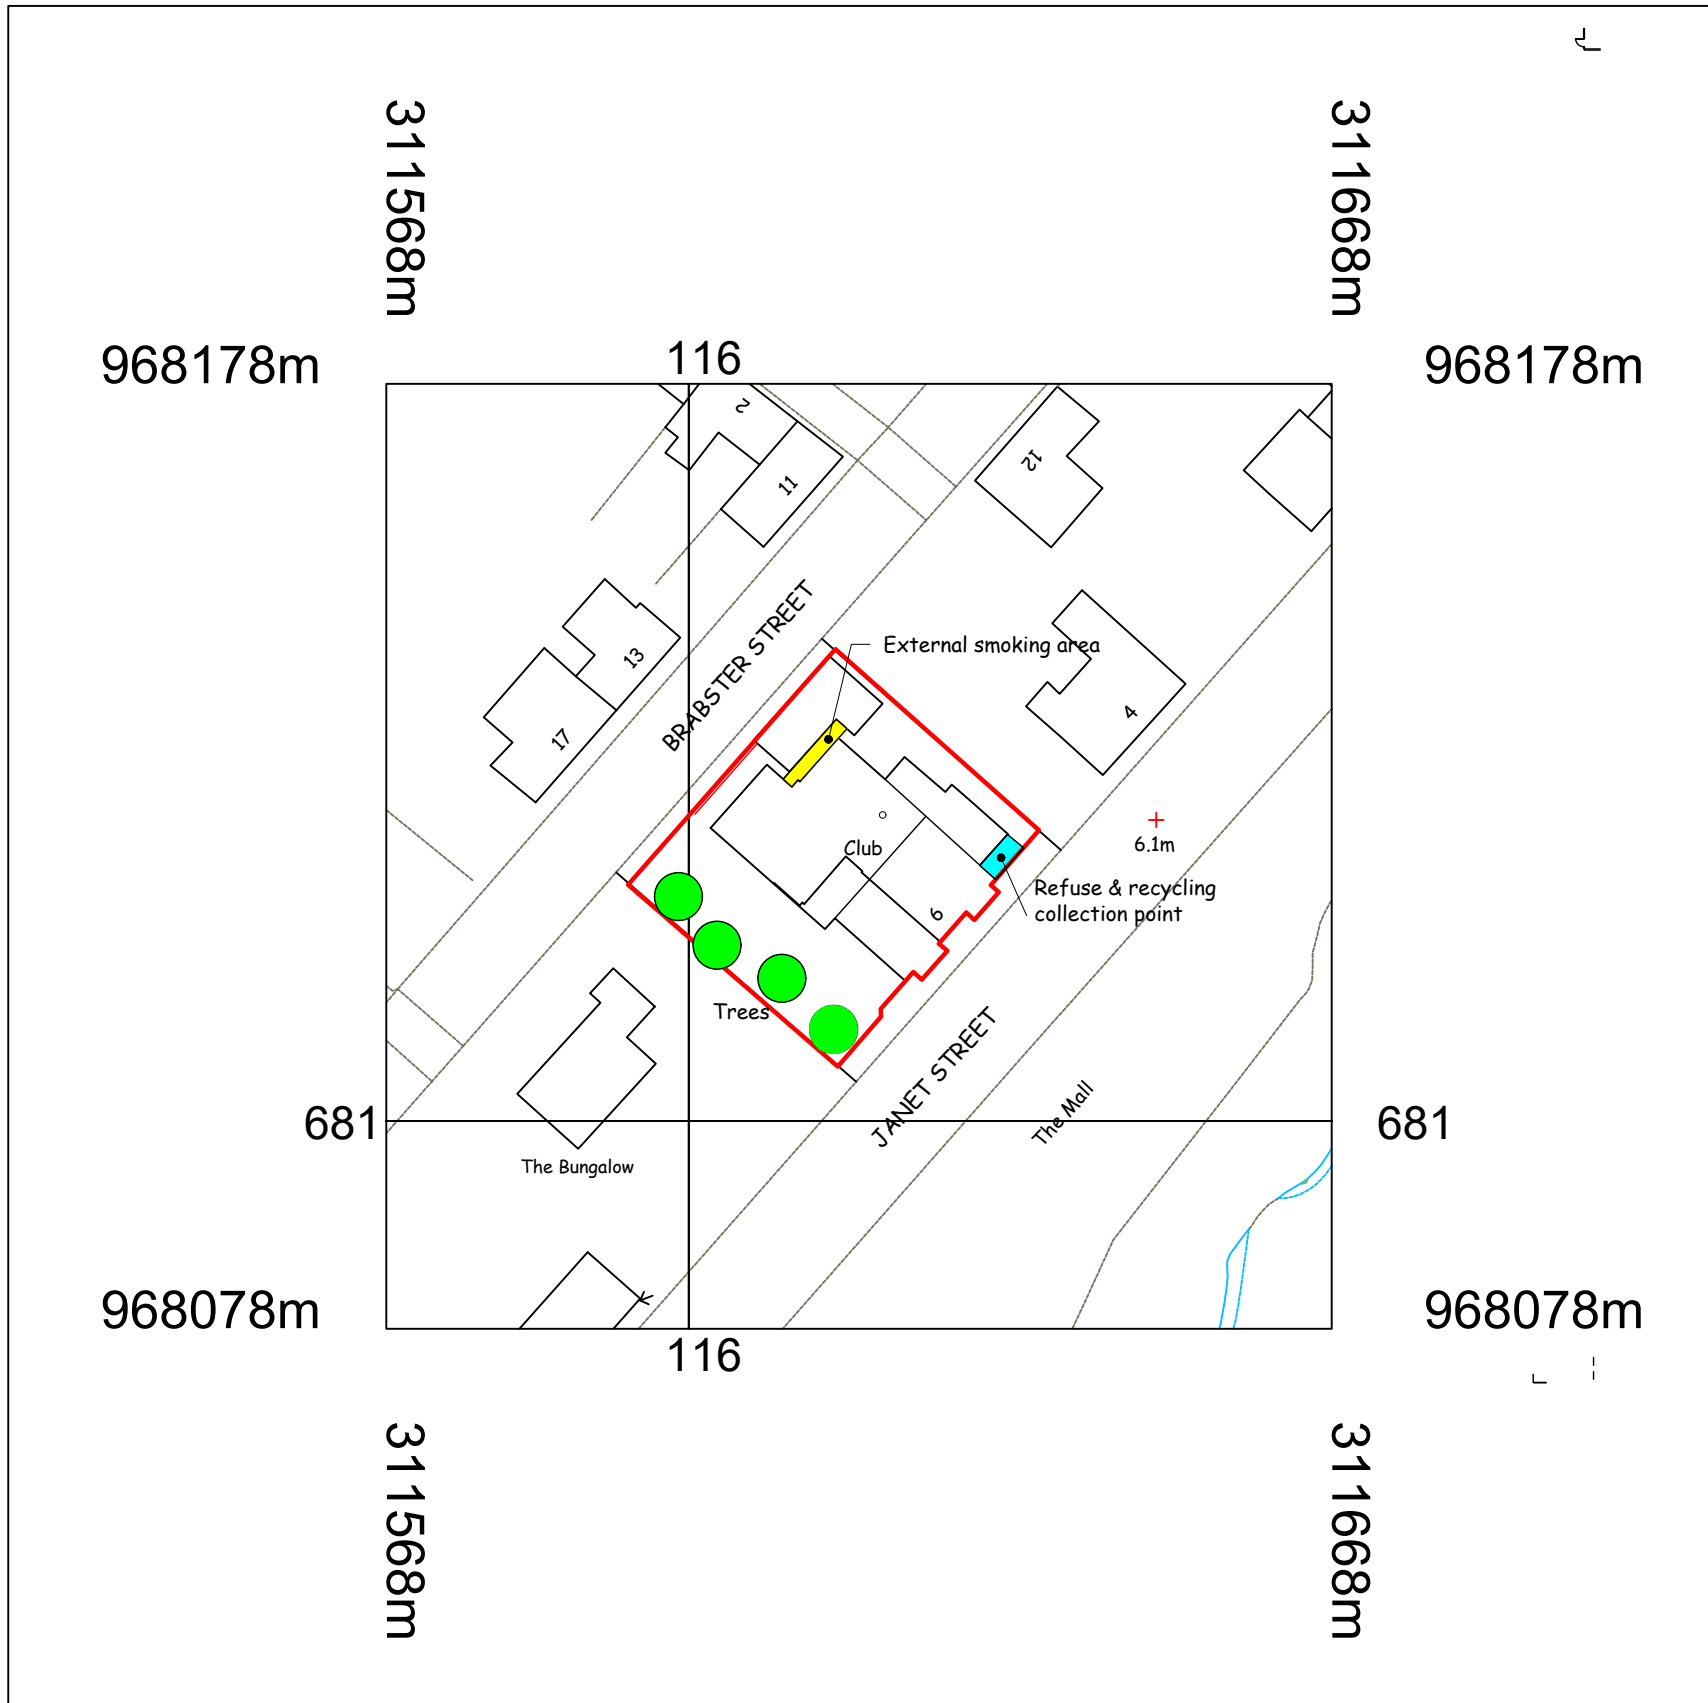 311568m
311668m
968178m
116
968178m
2
11
12
BRABSTER STREET
13
17
External smoking area
4
Club
6.1m
Refuse & recycling
collection point
6
Trees
JANET STREET
The Mall
681
681
The Bungalow
968078m
116
968078m
311568m
311668m